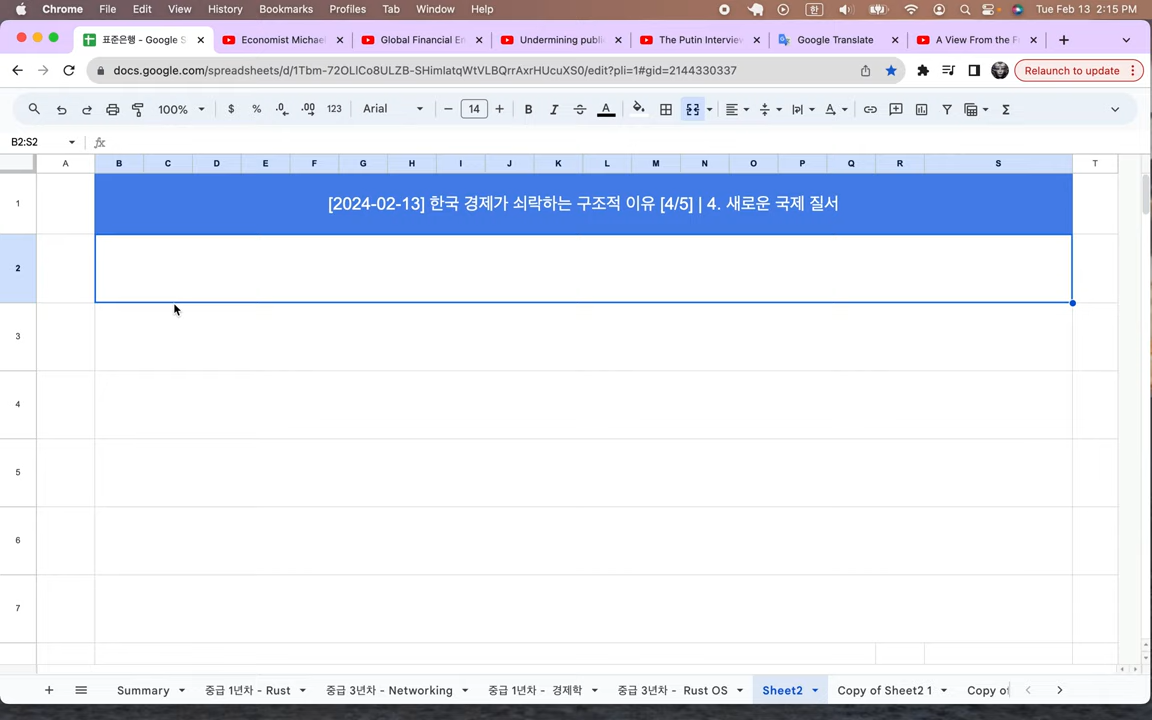 Chrome File Edit View History Bookmarks Profiles Tab Window Help 한 Tue Feb 13 2:15 PM
표준은행 - Google S Economist Michae Global Financial En Undermining publi The Putin Interview Google Translate A View From the F
docs.google.com/spreadsheets/d/1Tbm-72OLlCo8ULZB-SHimlatqWtVLBQrrAxrHUcuXS0/edit?pli=1#gid=2144330337 Relaunch to update
100% $ % .0 .00 123 Arial − 14 + B I A Σ
B2:S2 fx
A B C D E F G H I J K L M N O P Q R S T
1 [2024-02-13] 한국 경제가 쇠락하는 구조적 이유 [4/5] | 4. 새로운 국제 질서
2
3
4
5
6
7
+ Summary 중급 1년차 - Rust 중급 3년차 - Networking 중급 1년차 - 경제학 중급 3년차 - Rust OS Sheet2 Copy of Sheet2 1 Copy of